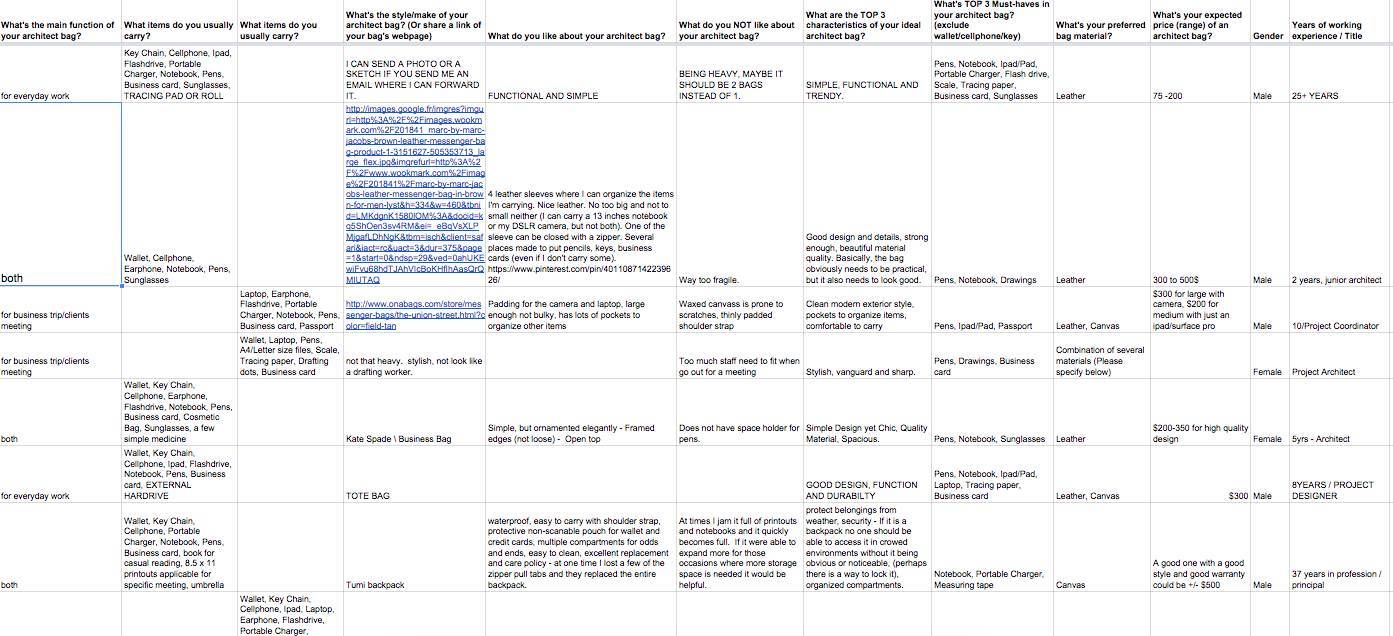 What's the main function of
your architect bag?
What items do you usually
carry?
What items do you
usually carry?
What's the style/make of your
architect bag? (Or share a link of
your bag's webpage)
What do you like about your architect bag?
What do you NOT like about
your architect bag?
What are the TOP 3
characteristics of your ideal
architect bag?
What's TOP 3 Must-haves in
your architect bag?
(exclude
wallet/cellphone/key)
What's your preferred
bag material?
What's your expected
price (range) of an
architect bag?
Gender
Years of working
experience / Title
for everyday work
Key Chain, Cellphone, Ipad,
Flashdrive, Portable
Charger, Notebook, Pens,
Business card, Sunglasses,
TRACING PAD OR ROLL
I CAN SEND A PHOTO OR A
SKETCH IF YOU SEND ME AN
EMAIL WHERE I CAN FORWARD
IT.
FUNCTIONAL AND SIMPLE
BEING HEAVY, MAYBE IT
SHOULD BE 2 BAGS
INSTEAD OF 1.
SIMPLE, FUNCTIONAL AND
TRENDY.
Pens, Notebook, Ipad/Pad,
Portable Charger, Flash drive,
Scale, Tracing paper,
Business card, Sunglasses
Leather
75 -200
Male
25+ YEARS
both
Wallet, Cellphone,
Earphone, Notebook, Pens,
Sunglasses
http://images.google.fr/imgres?imgu
rl=http%3A%2F%2Fimages.wookm
ark.com%2F201841_marc-by-marc-
jacobs-brown-leather-messenger-ba
g-product-1-3151627-505353713_la
rge_flex.jpg&imgrefurl=http%3A%2
F%2Fwww.wookmark.com%2Fimag
e%2F201841%2Fmarc-by-marc-jac
obs-leather-messenger-bag-in-brow
n-for-men-lyst&h=334&w=460&tbni
4 leather sleeves where I can organize the items
I'm carrying. Nice leather. No too big and not to
small neither (I can carry a 13 inches notebook
or my DSLR camera, but not both). One of the
sleeve can be closed with a zipper. Several
places made to put pencils, keys, business
cards (even if I don't carry some).
https://www.pinterest.com/pin/40110871422396
26/
Way too fragile.
Good design and details, strong
enough, beautiful material
quality. Basically, the bag
obviously needs to be practical,
but it also needs to look good.
Pens, Notebook, Drawings
Leather
300 to 500$
Male
2 years, junior architect
for business trip/clients
meeting
Laptop, Earphone,
Flashdrive, Portable
Charger, Notebook, Pens,
Business card, Passport
http://www.onabags.com/store/mes
senger-bags/the-union-street.html?c
olor=field-tan
Padding for the camera and laptop, large
enough not bulky, has lots of pockets to
organize other items
Waxed canvass is prone to
scratches, thinly padded
shoulder strap
Clean modern exterior style,
pockets to organize items,
comfortable to carry
Pens, Ipad/Pad, Passport
Leather, Canvas
$300 for large with
camera, $200 for
medium with just an
ipad/surface pro
Male
10/Project Coordinator
for business trip/clients
meeting
Wallet, Laptop, Pens,
A4/Letter size files, Scale,
Tracing paper, Drafting
dots, Business card
not that heavy. stylish, not look like
a drafting worker.
Too much staff need to fit when
go out for a meeting
Stylish, vanguard and sharp.
Pens, Drawings, Business
card
Combination of several
materials (Please
specify below)
Female
Project Architect
both
Wallet, Key Chain,
Cellphone, Earphone,
Flashdrive, Notebook, Pens,
Business card, Cosmetic
Bag, Sunglasses, a few
simple medicine
Kate Spade \ Business Bag
Simple, but ornamented elegantly - Framed
edges (not loose) - Open top
Does not have space holder for
pens.
Simple Design yet Chic, Quality
Material, Spacious.
Pens, Notebook, Sunglasses
Leather
$200-350 for high quality
design
Female
5yrs - Architect
for everyday work
Wallet, Key Chain,
Cellphone, Ipad, Flashdrive,
Notebook, Pens, Business
card, EXTERNAL
HARDRIVE
TOTE BAG
GOOD DESIGN, FUNCTION
AND DURABILTY
Pens, Notebook, Ipad/Pad,
Laptop, Tracing paper,
Business card
Leather, Canvas
$300
Male
8YEARS / PROJECT
DESIGNER
both
Wallet, Key Chain,
Cellphone, Portable
Charger, Notebook, Pens,
Business card, book for
casual reading, 8.5 x 11
printouts applicable for
specific meeting, umbrella
Tumi backpack
waterproof, easy to carry with shoulder strap,
protective non-scanable pouch for wallet and
credit cards, multiple compartments for odds
and ends, easy to clean, excellent replacement
and care policy - at one time I lost a few of the
zipper pull tabs and they replaced the entire
backpack.
At times I jam it full of printouts
and notebooks and it quickly
becomes full. If it were able to
expand more for those
occasions where more storage
space is needed it would be
helpful.
protect belongings from
weather, security - If it is a
backpack no one should be
able to access it in crowed
environments without it being
obvious or noticeable, (perhaps
there is a way to lock it),
organized compartments.
Notebook, Portable Charger,
Measuring tape
Canvas
A good one with a good
style and good warranty
could be +/- $500
Male
37 years in profession /
principal
Wallet, Key Chain,
Cellphone, Ipad, Laptop,
Earphone, Flashdrive,
Portable Charger,